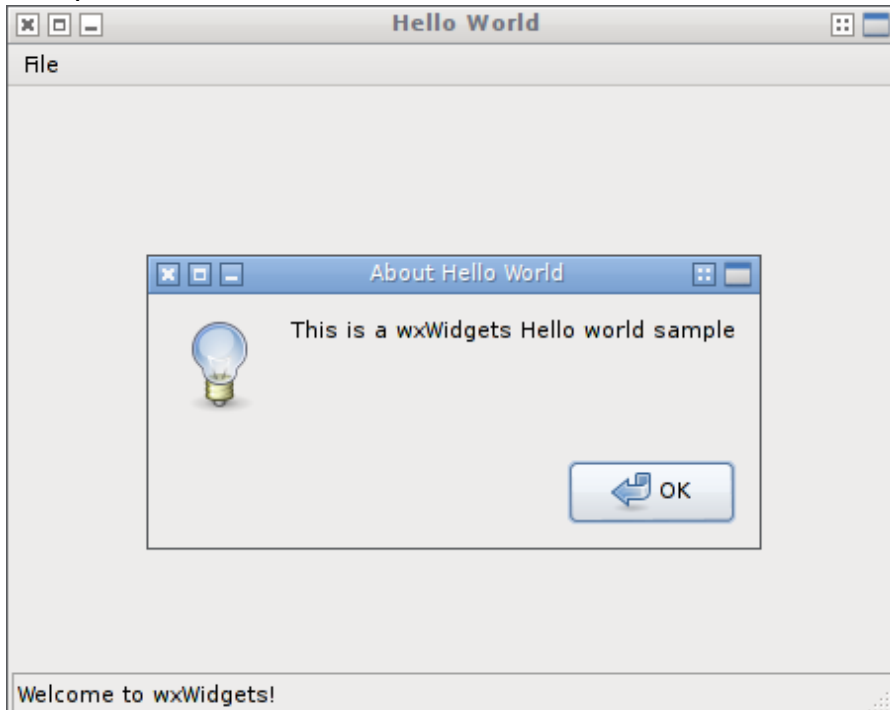 Hello World
File
About Hello World
This is a wxWidgets Hello world sample
OK
Welcome to wxWidgets!